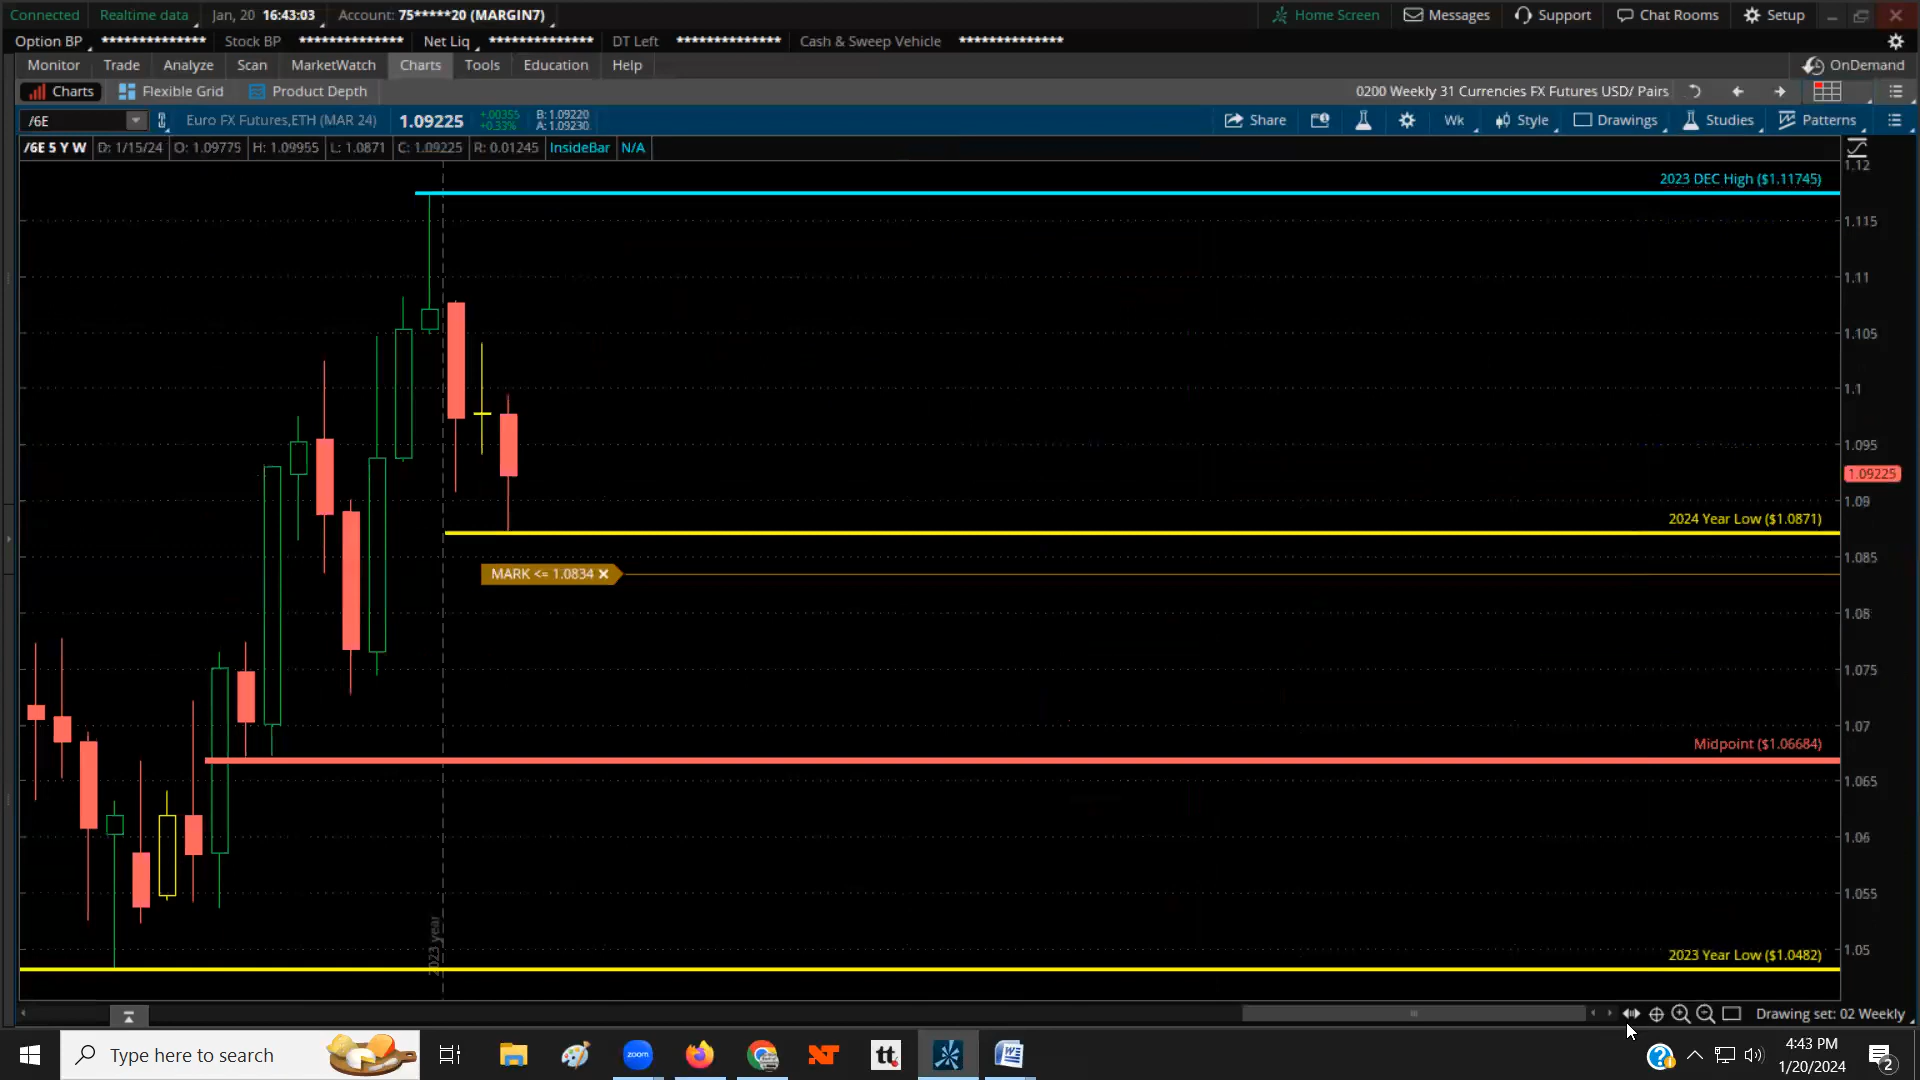 Connected Realtime data Jan, 20 16:43:03 Account: 75*****20 (MARGIN7) Home Screen Messages Support Chat Rooms Setup
Option BP ************** Stock BP ************** Net Liq ************** DT Left ************** Cash & Sweep Vehicle **************
Monitor Trade Analyze Scan MarketWatch Charts Tools Education Help OnDemand
Charts Flexible Grid Product Depth 0200 Weekly 31 Currencies FX Futures USD/ Pairs
/6E Euro FX Futures,ETH (MAR 24) 1.09225 +.00355 +0.33% B: 1.09220 A: 1.09230 Share Wk Style Drawings Studies Patterns
/6E 5 Y W D: 1/15/24 O: 1.09775 H: 1.09955 L: 1.0871 C: 1.09225 R: 0.01245 InsideBar N/A
1.12
2023 DEC High ($1.11745)
1.115
1.11
1.105
1.1
1.095
1.09225
1.09
2024 Year Low ($1.0871)
1.085
MARK <= 1.0834
1.08
1.075
1.07
Midpoint ($1.06684)
1.065
1.06
1.055
2023 year
1.05
2023 Year Low ($1.0482)
Drawing set: 02 Weekly
Type here to search zoom tt 4:43 PM
1/20/2024 2